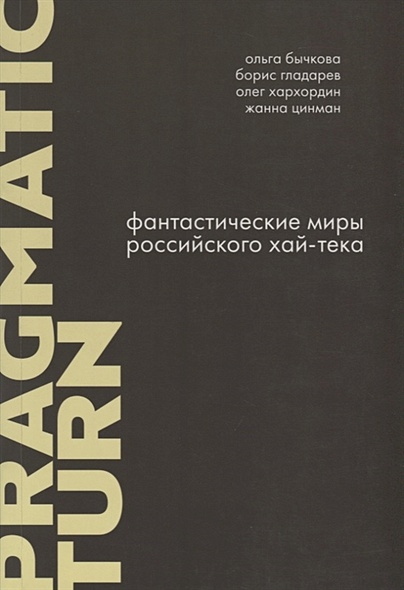 ольга бычкова
борис гладарев
олег хархордин
жанна цинман
фантастические миры
российского хай-тека
PRAGMATIC
TURN